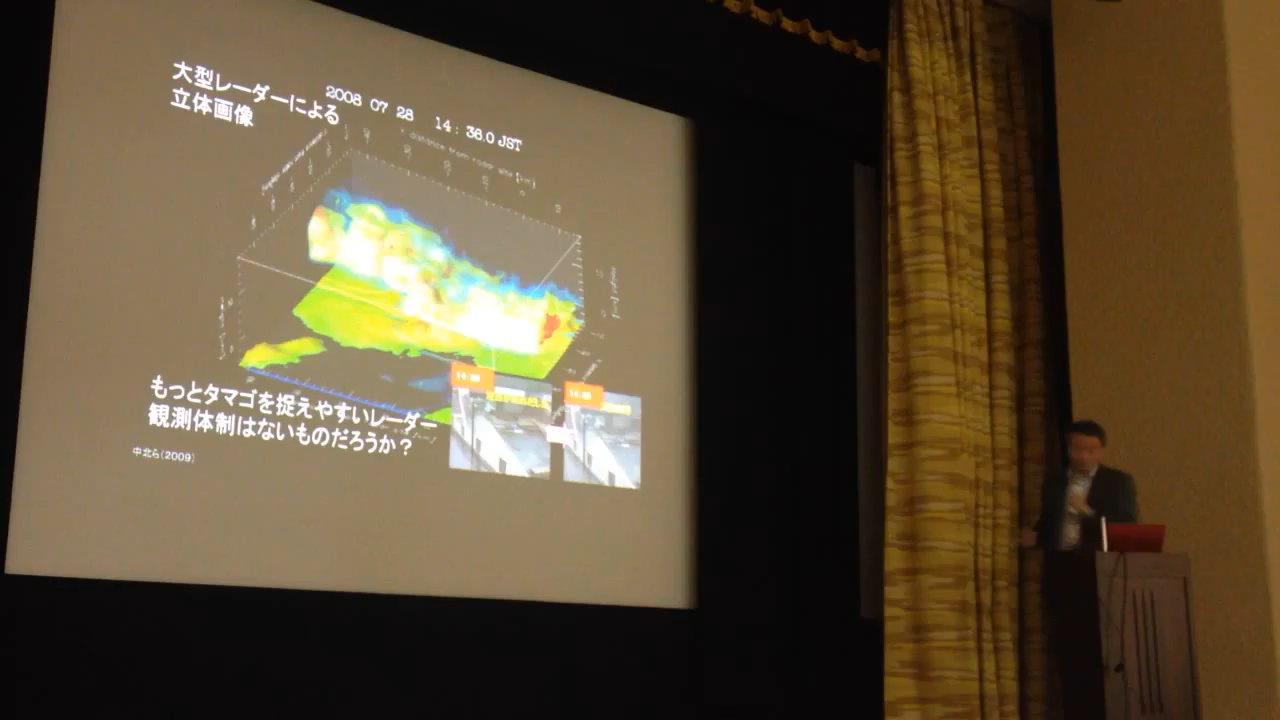 大型レーダーによる
立体画像
2008 07 28 14:36.0 JST
もっとタマゴを捉えやすいレーダー
観測体制はないものだろうか？
中北ら(2009)